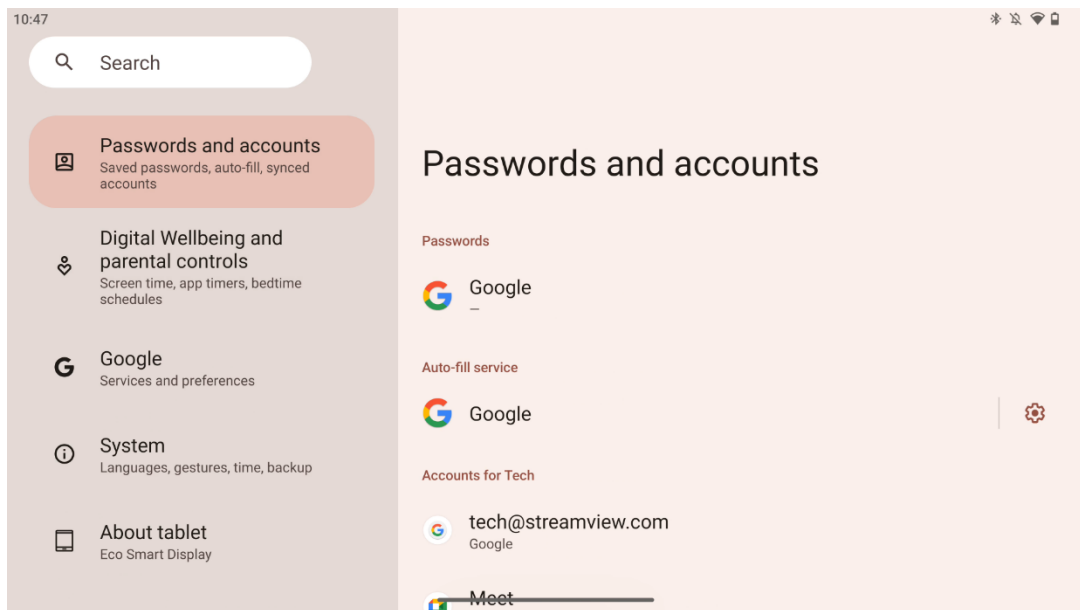 10:47
Search
Passwords and accounts
Saved passwords, auto-fill, synced
accounts
Digital Wellbeing and
parental controls
Screen time, app timers, bedtime
schedules
Google
Services and preferences
System
Languages, gestures, time, backup
About tablet
Eco Smart Display
Passwords and accounts
Passwords
Google
—
Auto-fill service
Google
Accounts for Tech
tech@streamview.com
Google
Meet